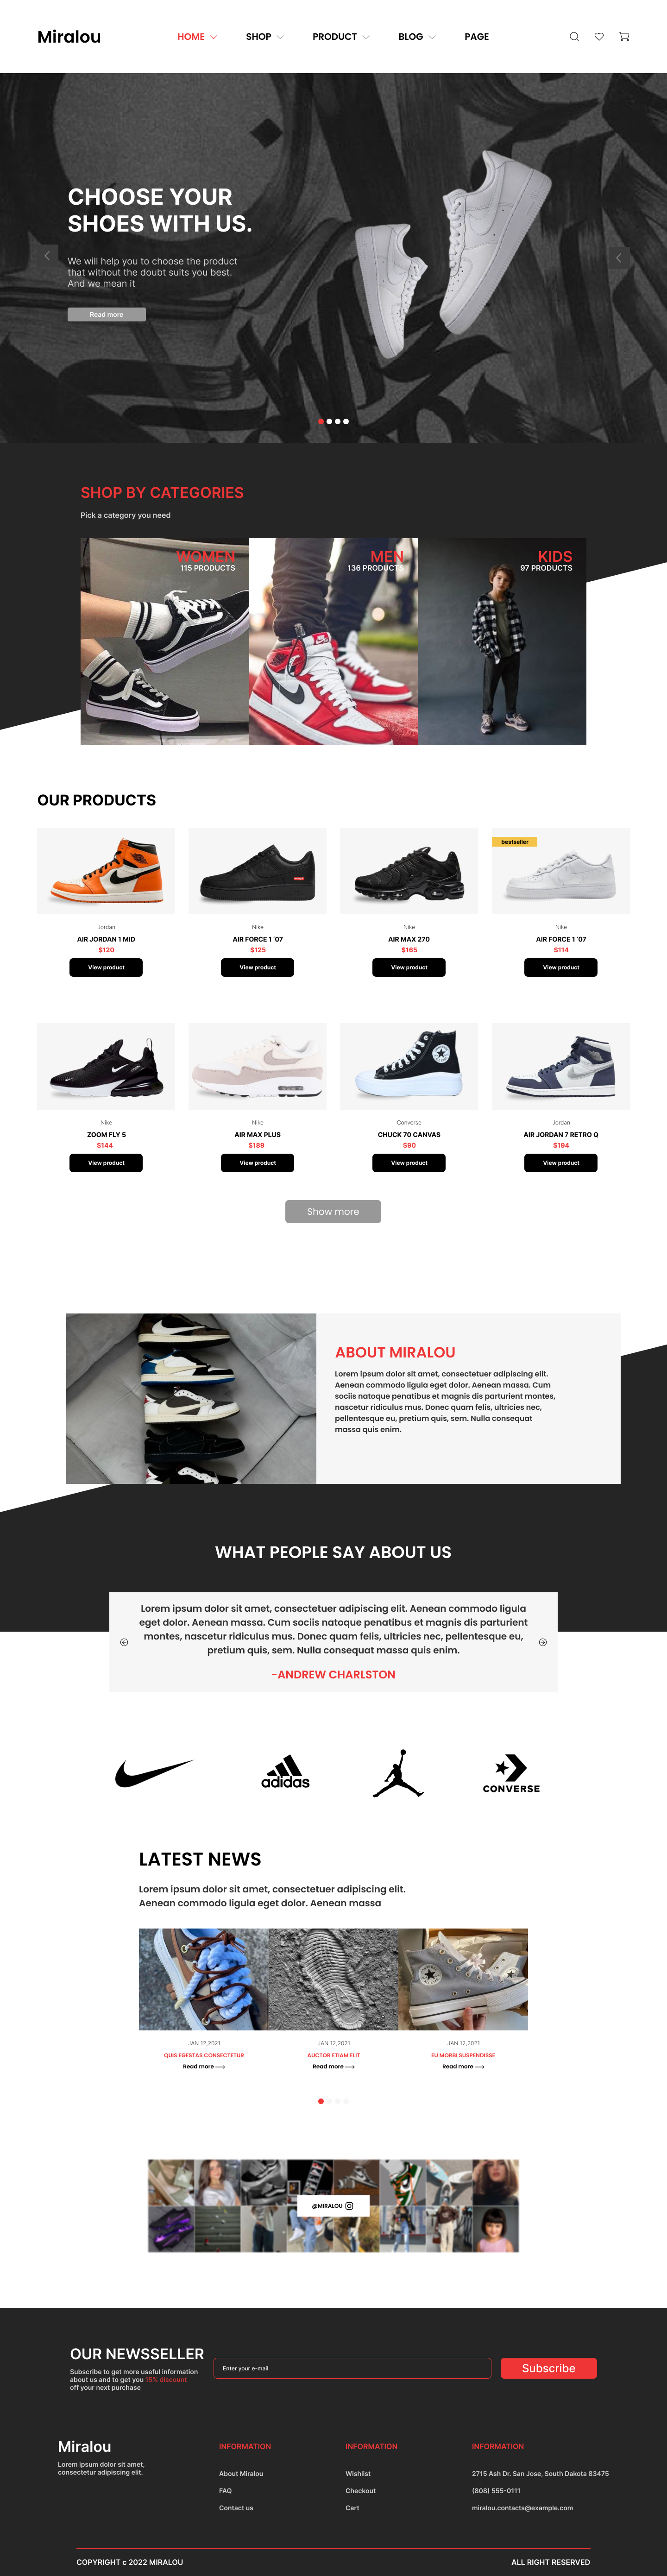 Miralou
HOME
SHOP
PRODUCT
BLOG
PAGE
CHOOSE YOUR
SHOES WITH US.
We will help you to choose the product
that without the doubt suits you best.
And we mean it
Read more
SHOP BY CATEGORIES
Pick a category you need
WOMEN
115 PRODUCTS
MEN
136 PRODUCTS
KIDS
97 PRODUCTS
OUR PRODUCTS
bestseller
Jordan
Nike
Nike
Nike
AIR JORDAN 1 MID
AIR FORCE 1 '07
AIR MAX 270
AIR FORCE 1 '07
$120
$125
$165
$114
View product
View product
View product
View product
Nike
Nike
Converse
Jordan
ZOOM FLY 5
AIR MAX PLUS
CHUCK 70 CANVAS
AIR JORDAN 7 RETRO Q
$144
$189
$90
$194
View product
View product
View product
View product
Show more
ABOUT MIRALOU
Lorem ipsum dolor sit amet, consectetuer adipiscing elit.
Aenean commodo ligula eget dolor. Aenean massa. Cum
sociis natoque penatibus et magnis dis parturient montes,
nascetur ridiculus mus. Donec quam felis, ultricies nec,
pellentesque eu, pretium quis, sem. Nulla consequat
massa quis enim.
WHAT PEOPLE SAY ABOUT US
Lorem ipsum dolor sit amet, consectetuer adipiscing elit. Aenean commodo ligula
eget dolor. Aenean massa. Cum sociis natoque penatibus et magnis dis parturient
montes, nascetur ridiculus mus. Donec quam felis, ultricies nec, pellentesque eu,
pretium quis, sem. Nulla consequat massa quis enim.
-ANDREW CHARLSTON
adidas
CONVERSE
LATEST NEWS
Lorem ipsum dolor sit amet, consectetuer adipiscing elit.
Aenean commodo ligula eget dolor. Aenean massa
JAN 12,2021
JAN 12,2021
JAN 12,2021
QUIS EGESTAS CONSECTETUR
AUCTOR ETIAM ELIT
EU MORBI SUSPENDISSE
Read more
Read more
Read more
@MIRALOU
OUR NEWSSELLER
Subscribe to get more useful information
about us and to get you 15% discount
off your next purchase
Enter your e-mail
Subscribe
Miralou
Lorem ipsum dolor sit amet,
consectetur adipiscing elit.
INFORMATION
About Miralou
FAQ
Contact us
INFORMATION
Wishlist
Checkout
Cart
INFORMATION
2715 Ash Dr. San Jose, South Dakota 83475
(808) 555-0111
miralou.contacts@example.com
COPYRIGHT c 2022 MIRALOU
ALL RIGHT RESERVED